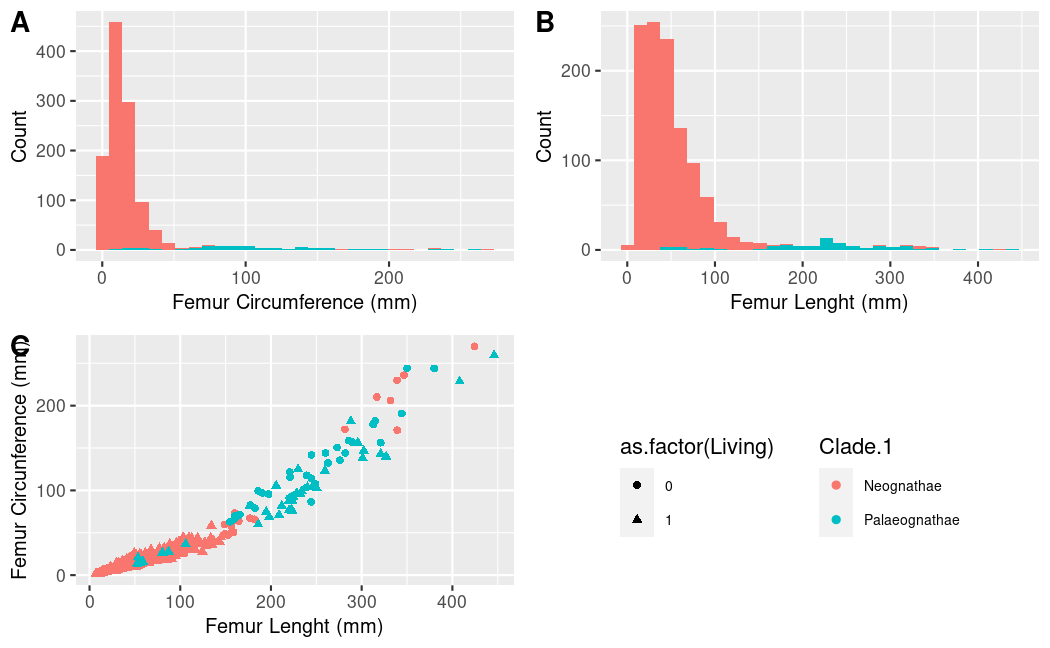 A
Count
400
300
200
100
0
0 100 200
Femur Circumference (mm)
B
Count
200
100
0
0 100 200 300 400
Femur Lenght (mm)
C
Femur Circumference (mm)
200
100
0
0 100 200 300 400
Femur Lenght (mm)
as.factor(Living)
0
1
Clade.1
Neognathae
Palaeognathae